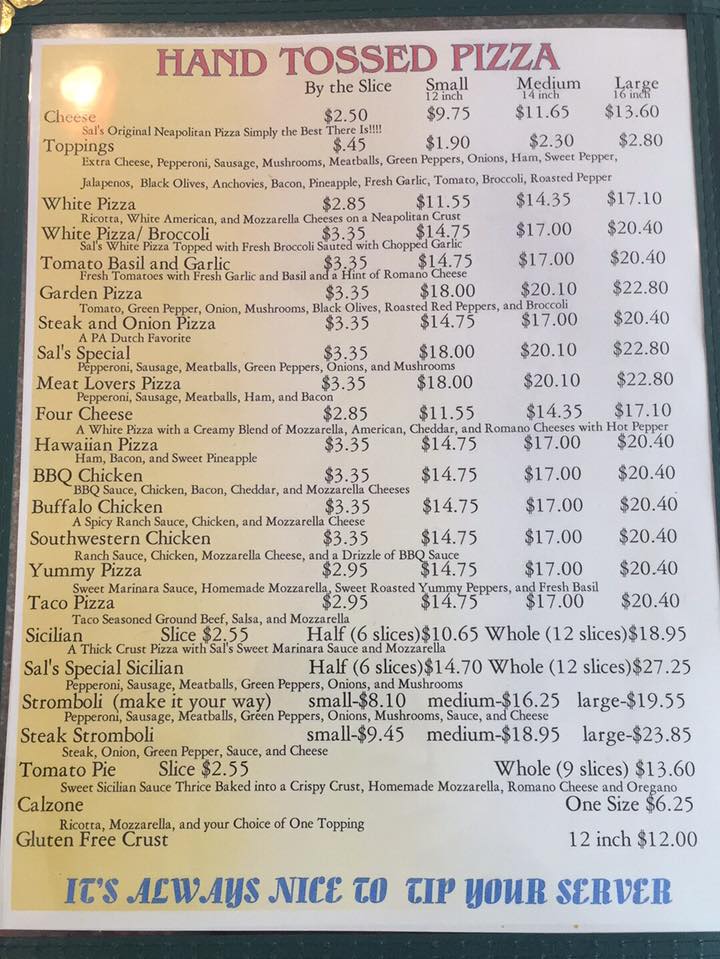 HAND TOSSED PIZZA
By the Slice Small Medium Large
12 inch 14 inch 16 inch
Cheese $2.50 $9.75 $11.65 $13.60
Sal's Original Neapolitan Pizza Simply the Best There Is!!!!
Toppings $.45 $1.90 $2.30 $2.80
Extra Cheese, Pepperoni, Sausage, Mushrooms, Meatballs, Green Peppers, Onions, Ham, Sweet Pepper,
Jalapenos, Black Olives, Anchovies, Bacon, Pineapple, Fresh Garlic, Tomato, Broccoli, Roasted Pepper
White Pizza $2.85 $11.55 $14.35 $17.10
Ricotta, White American, and Mozzarella Cheeses on a Neapolitan Crust
White Pizza/ Broccoli $3.35 $14.75 $17.00 $20.40
Sal's White Pizza Topped with Fresh Broccoli Sauted with Chopped Garlic
Tomato Basil and Garlic $3.35 $14.75 $17.00 $20.40
Fresh Tomatoes with Fresh Garlic and Basil and a Hint of Romano Cheese
Garden Pizza $3.35 $18.00 $20.10 $22.80
Tomato, Green Pepper, Onion, Mushrooms, Black Olives, Roasted Red Peppers, and Broccoli
Steak and Onion Pizza $3.35 $14.75 $17.00 $20.40
A PA Dutch Favorite
Sal's Special $3.35 $18.00 $20.10 $22.80
Pepperoni, Sausage, Meatballs, Green Peppers, Onions, and Mushrooms
Meat Lovers Pizza $3.35 $18.00 $20.10 $22.80
Pepperoni, Sausage, Meatballs, Ham, and Bacon
Four Cheese $2.85 $11.55 $14.35 $17.10
A White Pizza with a Creamy Blend of Mozzarella, American, Cheddar, and Romano Cheeses with Hot Pepper
Hawaiian Pizza $3.35 $14.75 $17.00 $20.40
Ham, Bacon, and Sweet Pineapple
BBQ Chicken $3.35 $14.75 $17.00 $20.40
BBQ Sauce, Chicken, Bacon, Cheddar, and Mozzarella Cheeses
Buffalo Chicken $3.35 $14.75 $17.00 $20.40
A Spicy Ranch Sauce, Chicken, and Mozzarella Cheese
Southwestern Chicken $3.35 $14.75 $17.00 $20.40
Ranch Sauce, Chicken, Mozzarella Cheese, and a Drizzle of BBQ Sauce
Yummy Pizza $2.95 $14.75 $17.00 $20.40
Sweet Marinara Sauce, Homemade Mozzarella, Sweet Roasted Yummy Peppers, and Fresh Basil
Taco Pizza $2.95 $14.75 $17.00 $20.40
Taco Seasoned Ground Beef, Salsa, and Mozzarella
Sicilian Slice $2.55 Half (6 slices)$10.65 Whole (12 slices)$18.95
A Thick Crust Pizza with Sal's Sweet Marinara Sauce and Mozzarella
Sal's Special Sicilian Half (6 slices)$14.70 Whole (12 slices)$27.25
Pepperoni, Sausage, Meatballs, Green Peppers, Onions, and Mushrooms
Stromboli (make it your way) small-$8.10 medium-$16.25 large-$19.55
Pepperoni, Sausage, Meatballs, Green Peppers, Onions, Mushrooms, Sauce, and Cheese
Steak Stromboli small-$9.45 medium-$18.95 large-$23.85
Steak, Onion, Green Pepper, Sauce, and Cheese
Tomato Pie Slice $2.55 Whole (9 slices) $13.60
Sweet Sicilian Sauce Thrice Baked into a Crispy Crust, Homemade Mozzarella, Romano Cheese and Oregano
Calzone One Size $6.25
Ricotta, Mozzarella, and your Choice of One Topping
Gluten Free Crust 12 inch $12.00
IT'S ALWAYS NICE TO TIP YOUR SERVER